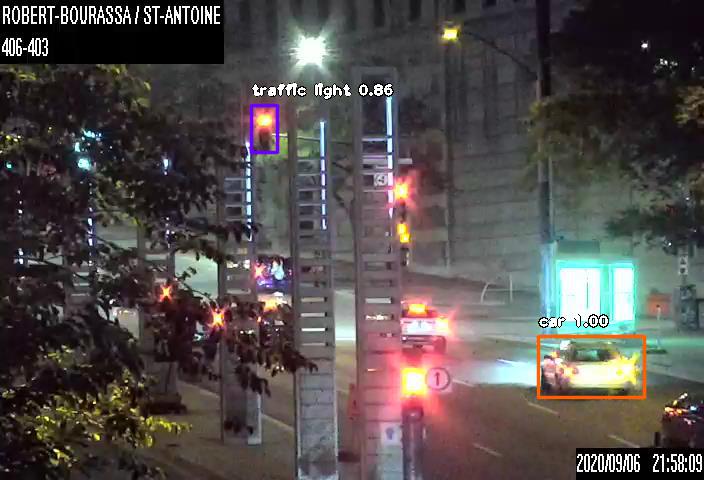 ROBERT-BOURASSA / ST-ANTOINE
406-403
traffic light 0.86
car 1.00
1
2020/09/06 21:58:09